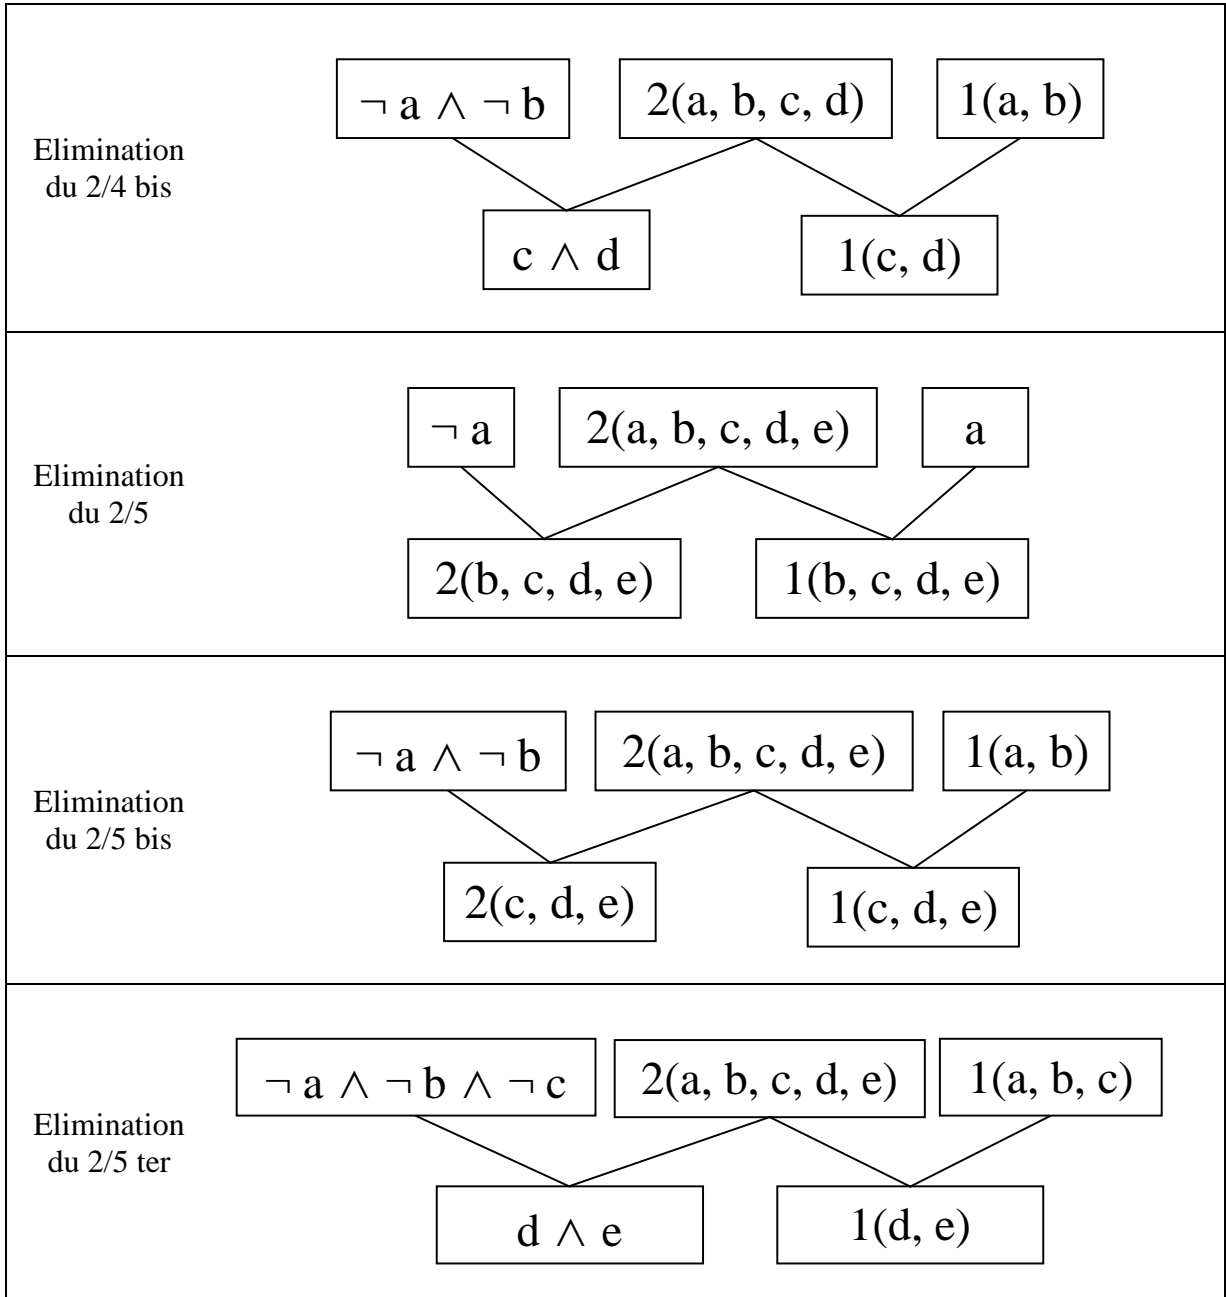 Elimination
du 2/4 bis
¬ a ∧ ¬ b
2(a, b, c, d)
1(a, b)
c ∧ d
1(c, d)
Elimination
du 2/5
¬ a
2(a, b, c, d, e)
a
2(b, c, d, e)
1(b, c, d, e)
Elimination
du 2/5 bis
¬ a ∧ ¬ b
2(a, b, c, d, e)
1(a, b)
2(c, d, e)
1(c, d, e)
Elimination
du 2/5 ter
¬ a ∧ ¬ b ∧ ¬ c
2(a, b, c, d, e)
1(a, b, c)
d ∧ e
1(d, e)